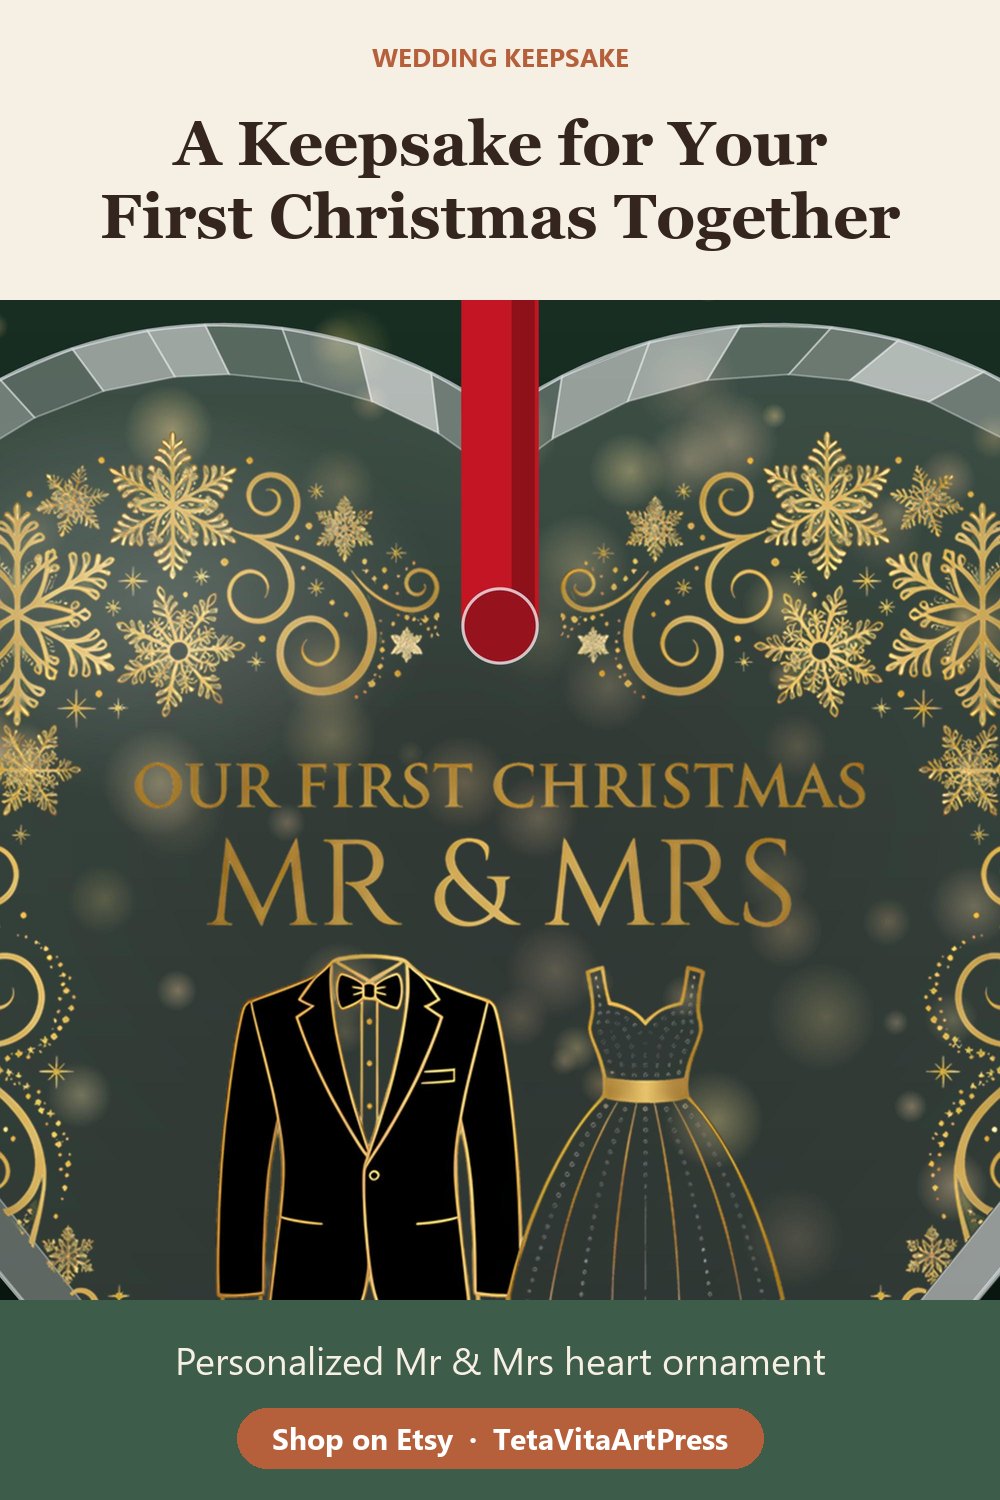 WEDDING KEEPSAKE
A Keepsake for Your
First Christmas Together
OUR FIRST CHRISTMAS
MR & MRS
Personalized Mr & Mrs heart ornament
Shop on Etsy · TetaVitaArtPress